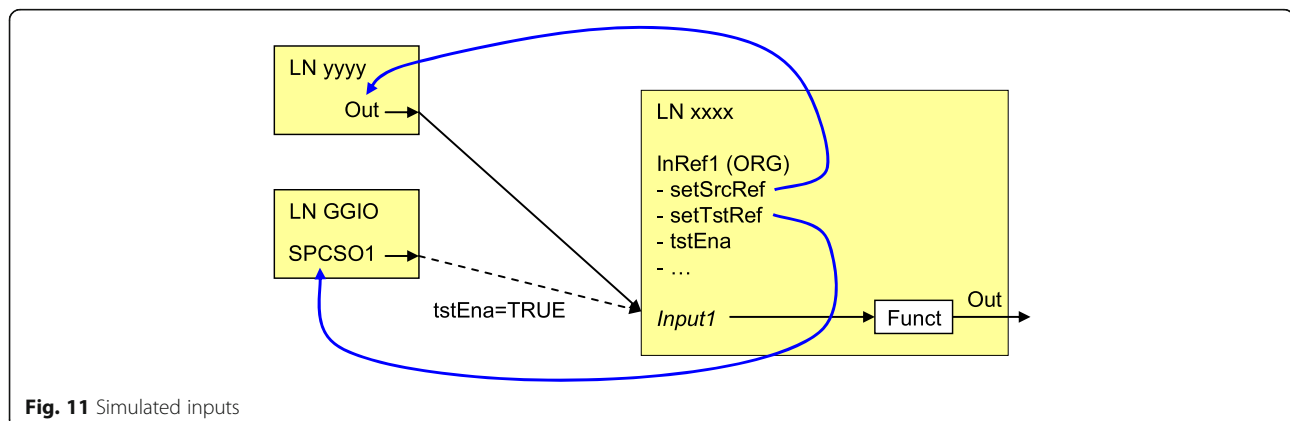 LN yyyy
Out
LN GGIO
SPCSO1
tstEna=TRUE
LN xxxx
InRef1 (ORG)
- setSrcRef
- setTstRef
- tstEna
- ...
Input1
Funct
Out
Fig. 11 Simulated inputs